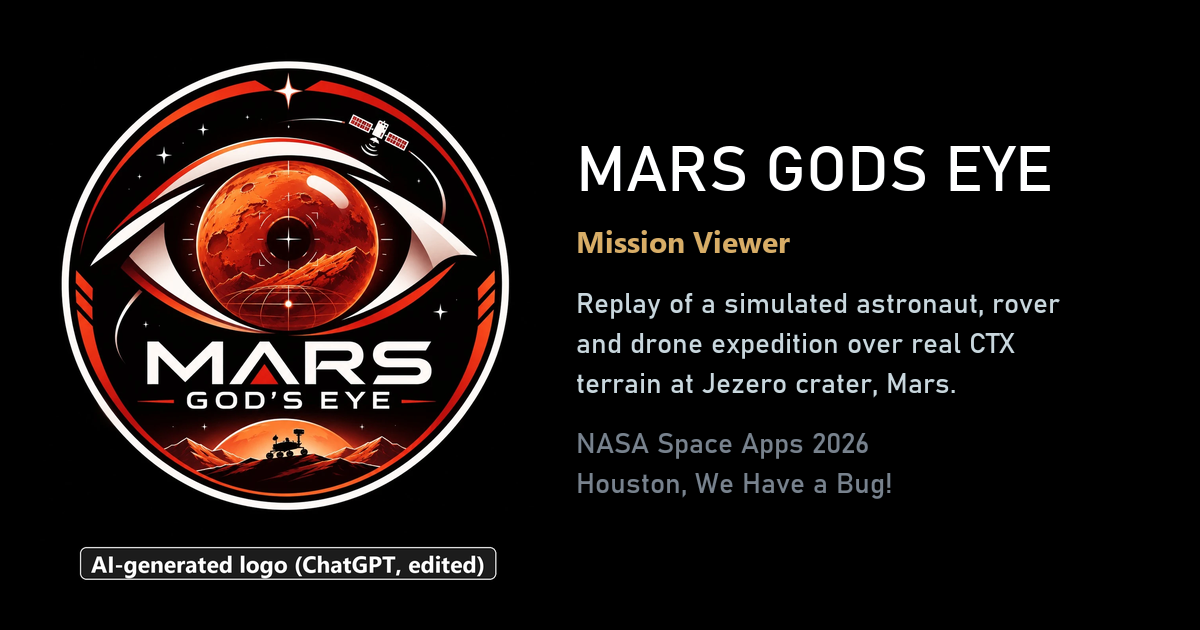 MARS
GOD'S EYE
AI-generated logo (ChatGPT, edited)
MARS GODS EYE
Mission Viewer
Replay of a simulated astronaut, rover
and drone expedition over real CTX
terrain at Jezero crater, Mars.
NASA Space Apps 2026
Houston, We Have a Bug!